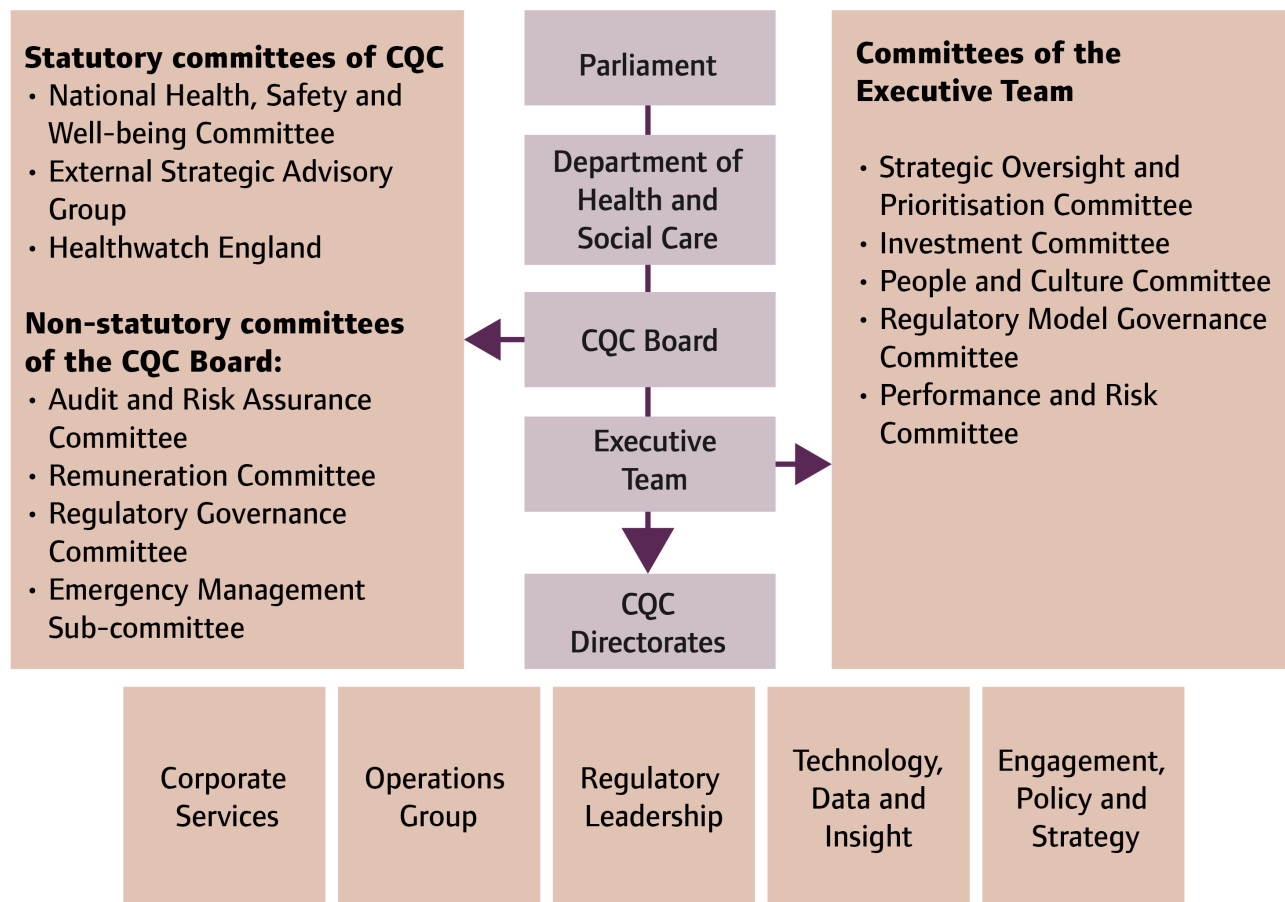 Statutory committees of CQC
· National Health, Safety and
Well-being Committee
· External Strategic Advisory
Group
· Healthwatch England
Non-statutory committees
of the CQC Board:
· Audit and Risk Assurance
Committee
· Remuneration Committee
· Regulatory Governance
Committee
· Emergency Management
Sub-committee
Parliament
Department of
Health and
Social Care
CQC Board
Executive
Team
CQC
Directorates
Committees of the
Executive Team
· Strategic Oversight and
Prioritisation Committee
· Investment Committee
· People and Culture Committee
· Regulatory Model Governance
Committee
· Performance and Risk
Committee
Corporate
Services
Operations
Group
Regulatory
Leadership
Technology,
Data and
Insight
Engagement,
Policy and
Strategy